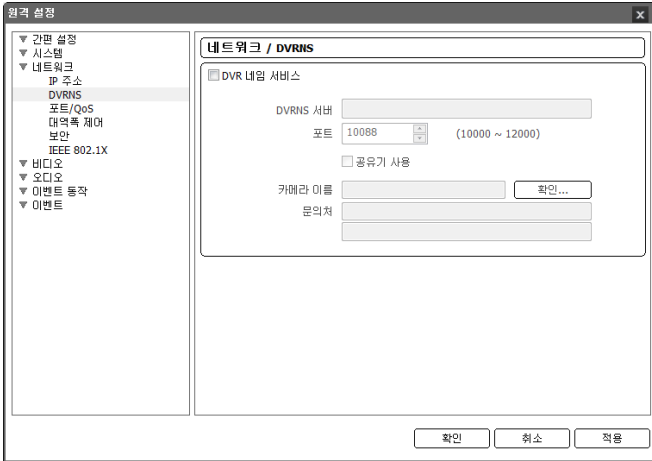 원격 설정
x
간편 설정
시스템
네트워크
IP 주소
DVRNS
포트/QoS
대역폭 제어
보안
IEEE 802.1X
비디오
오디오
이벤트 동작
이벤트
네트워크 / DVRNS
DVR 네임 서비스
DVRNS 서버
포트 10088 (10000 ~ 12000)
공유기 사용
카메라 이름 확인...
문의처
확인 취소 적용